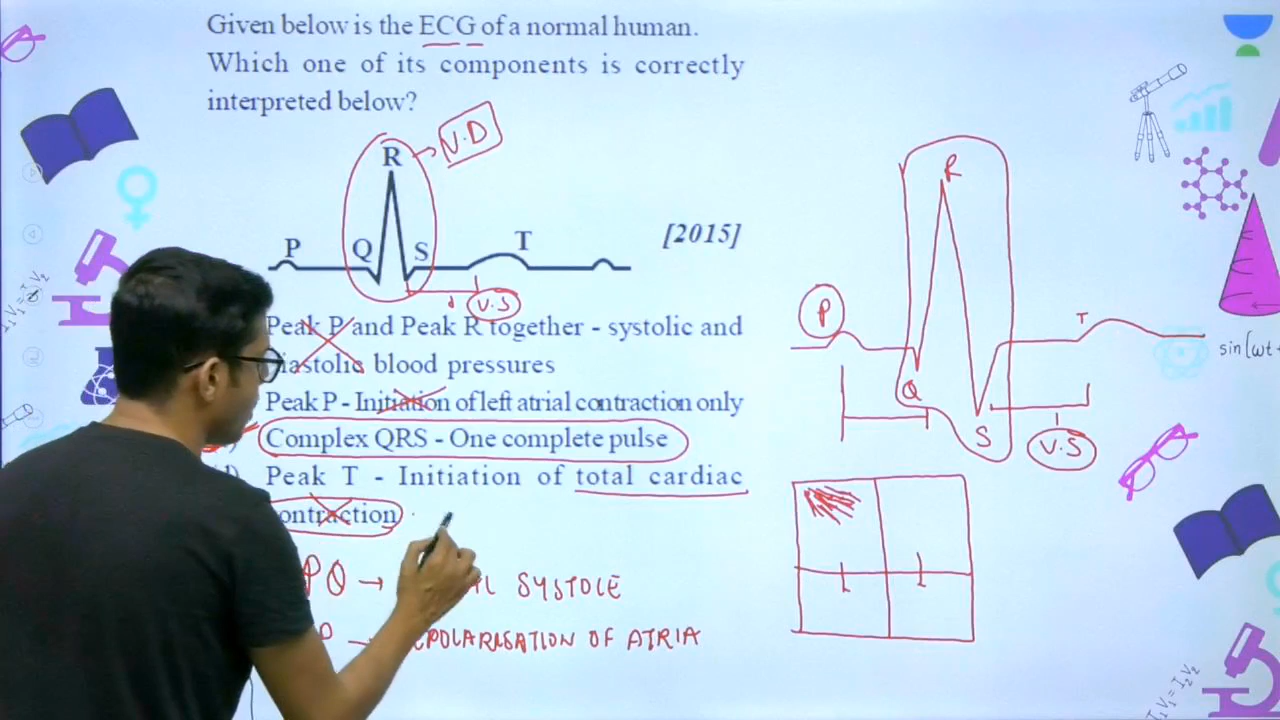 Given below is the ECG of a normal human.
Which one of its components is correctly
interpreted below?
R
V.D
P
Q
S
T
[2015]
V.S
Peak P and Peak R together - systolic and
diastolic blood pressures
Peak P - Initiation of left atrial contraction only
Complex QRS - One complete pulse
Peak T - Initiation of total cardiac
contraction
PQ → SYSTOLE
P → OF ATRIA
R
P
Q
S
T
V.S
sin(ωt+